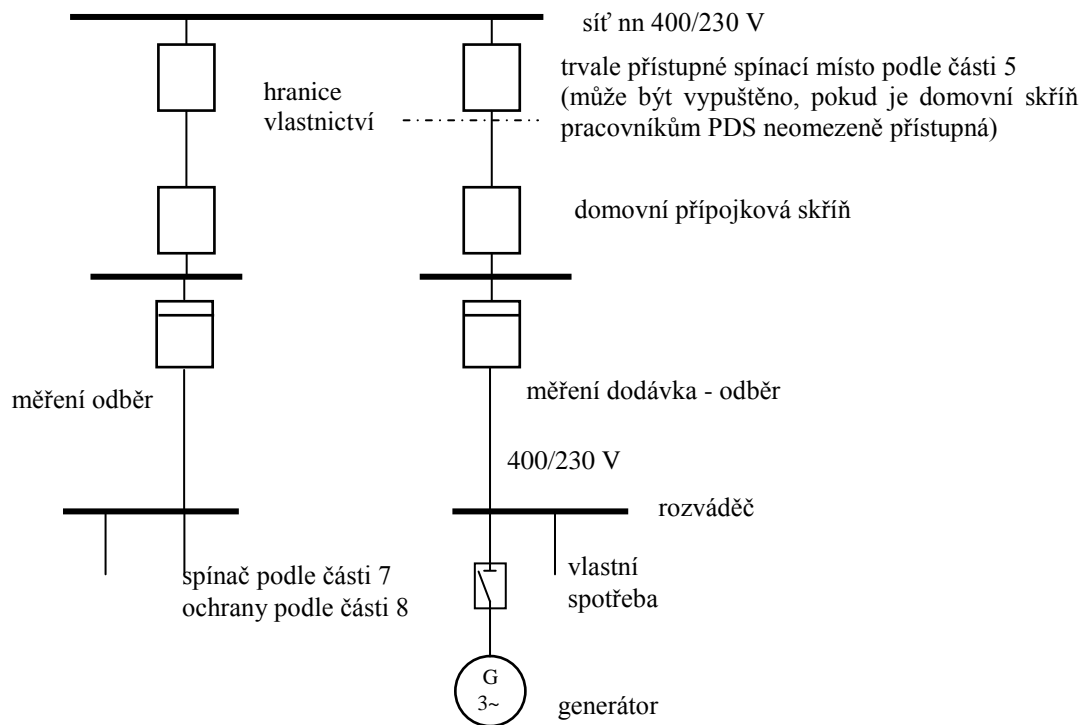 síť nn 400/230 V
trvale přístupné spínací místo podle části 5
(může být vypuštěno, pokud je domovní skříň
pracovníkům PDS neomezeně přístupná)
hranice
vlastnictví
domovní přípojková skříň
měření odběr
měření dodávka - odběr
400/230 V
rozváděč
spínač podle části 7
ochrany podle části 8
vlastní
spotřeba
G
3~
generátor